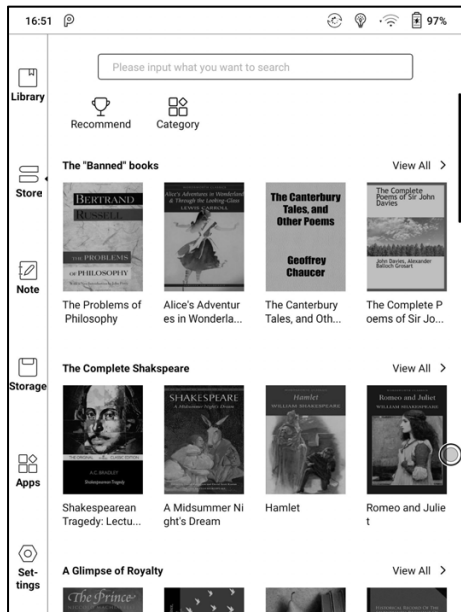 16:51
97%
Please input what you want to search
Library
Recommend
Category
The "Banned" books
View All
Store
BERTRAND
RUSSELL
THE PROBLEMS
OF PHILOSOPHY
Alice's Adventures in Wonderland
& Through the Looking-Glass
LEWIS CARROLL
The Canterbury
Tales, and
Other Poems
Geoffrey
Chaucer
The Complete
Poems of Sir John
Davies
John Davies, Alexander
Balloch Grosart
Note
The Problems of
Philosophy
Alice's Adventur
es in Wonderla...
The Canterbury
Tales, and Oth...
The Complete P
oems of Sir Jo...
The Complete Shakspeare
View All
Storage
A.C. BRADLEY
Shakespearean Tragedy
SHAKESPEARE
A Midsummer Night's Dream
Hamlet
WILLIAM SHAKESPEARE
Romeo and Juliet
WILLIAM SHAKESPEARE
Apps
Shakespearean
Tragedy: Lectu...
A Midsummer Ni
ght's Dream
Hamlet
Romeo and Julie
t
Set-
tings
A Glimpse of Royalty
View All
The Prince